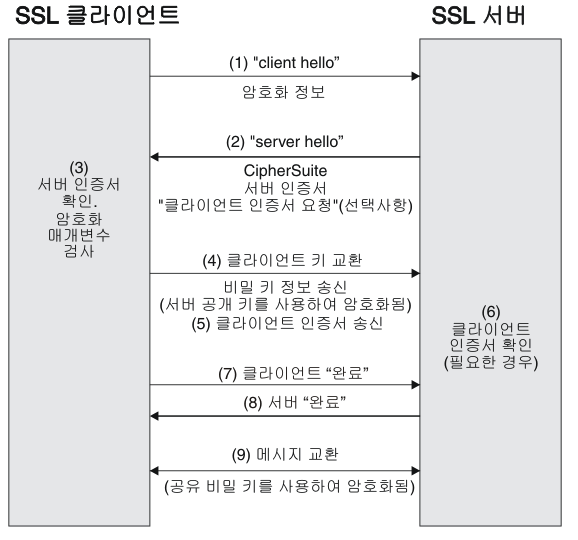 SSL 클라이언트
SSL 서버
(1) "client hello”
암호화 정보
(2) "server hello”
CipherSuite
서버 인증서
"클라이언트 인증서 요청"(선택사항)
(3)
서버 인증서
확인.
암호화
매개변수
검사
(4) 클라이언트 키 교환
비밀 키 정보 송신
(서버 공개 키를 사용하여 암호화됨)
(5) 클라이언트 인증서 송신
(6)
클라이언트
인증서 확인
(필요한 경우)
(7) 클라이언트 “완료”
(8) 서버 “완료”
(9) 메시지 교환
(공유 비밀 키를 사용하여 암호화됨)